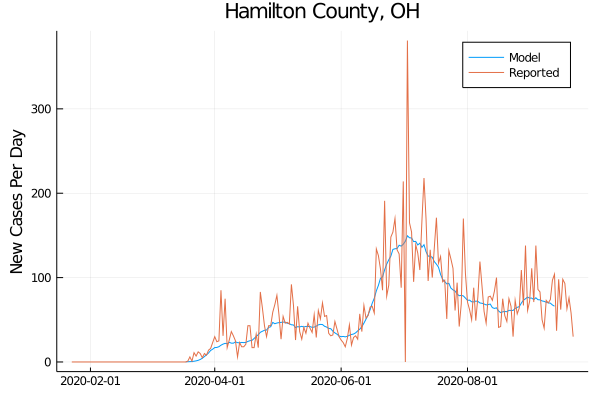 Hamilton County, OH
New Cases Per Day
300
200
100
0
2020-02-01
2020-04-01
2020-06-01
2020-08-01
Model
Reported